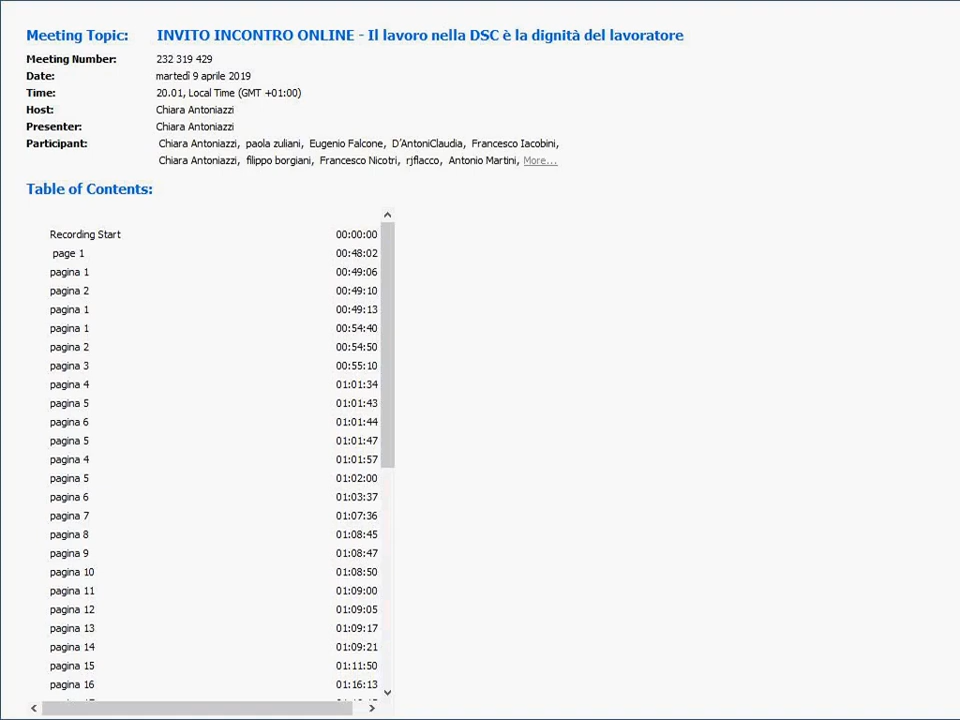 Meeting Topic: INVITO INCONTRO ONLINE - Il lavoro nella DSC è la dignità del lavoratore
Meeting Number: 232 319 429
Date: martedì 9 aprile 2019
Time: 20.01, Local Time (GMT +01:00)
Host: Chiara Antoniazzi
Presenter: Chiara Antoniazzi
Participant: Chiara Antoniazzi, paola zuliani, Eugenio Falcone, D'AntoniClaudia, Francesco Iacobini,
Chiara Antoniazzi, filippo borgiani, Francesco Nicotri, rjflacco, Antonio Martini, More...
Table of Contents:
Recording Start 00:00:00
page 1 00:48:02
pagina 1 00:49:06
pagina 2 00:49:10
pagina 1 00:49:13
pagina 1 00:54:40
pagina 2 00:54:50
pagina 3 00:55:10
pagina 4 01:01:34
pagina 5 01:01:43
pagina 6 01:01:44
pagina 5 01:01:47
pagina 4 01:01:57
pagina 5 01:02:00
pagina 6 01:03:37
pagina 7 01:07:36
pagina 8 01:08:45
pagina 9 01:08:47
pagina 10 01:08:50
pagina 11 01:09:00
pagina 12 01:09:05
pagina 13 01:09:17
pagina 14 01:09:21
pagina 15 01:11:50
pagina 16 01:16:13